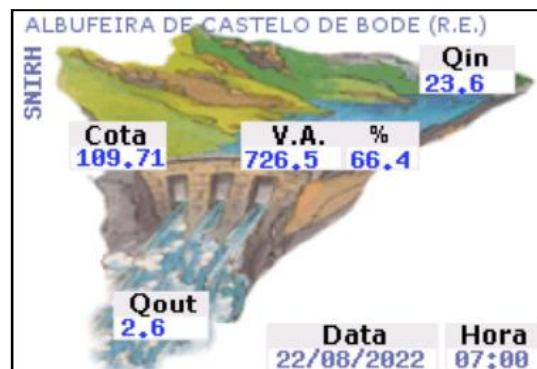 ALBUFEIRA DE CASTELO DE BODE (R.E.)
SNIRH
Qin
23.6
Cota
109.71
V.A. %
726.5 66.4
Qout
2.6
Data Hora
22/08/2022 07:00